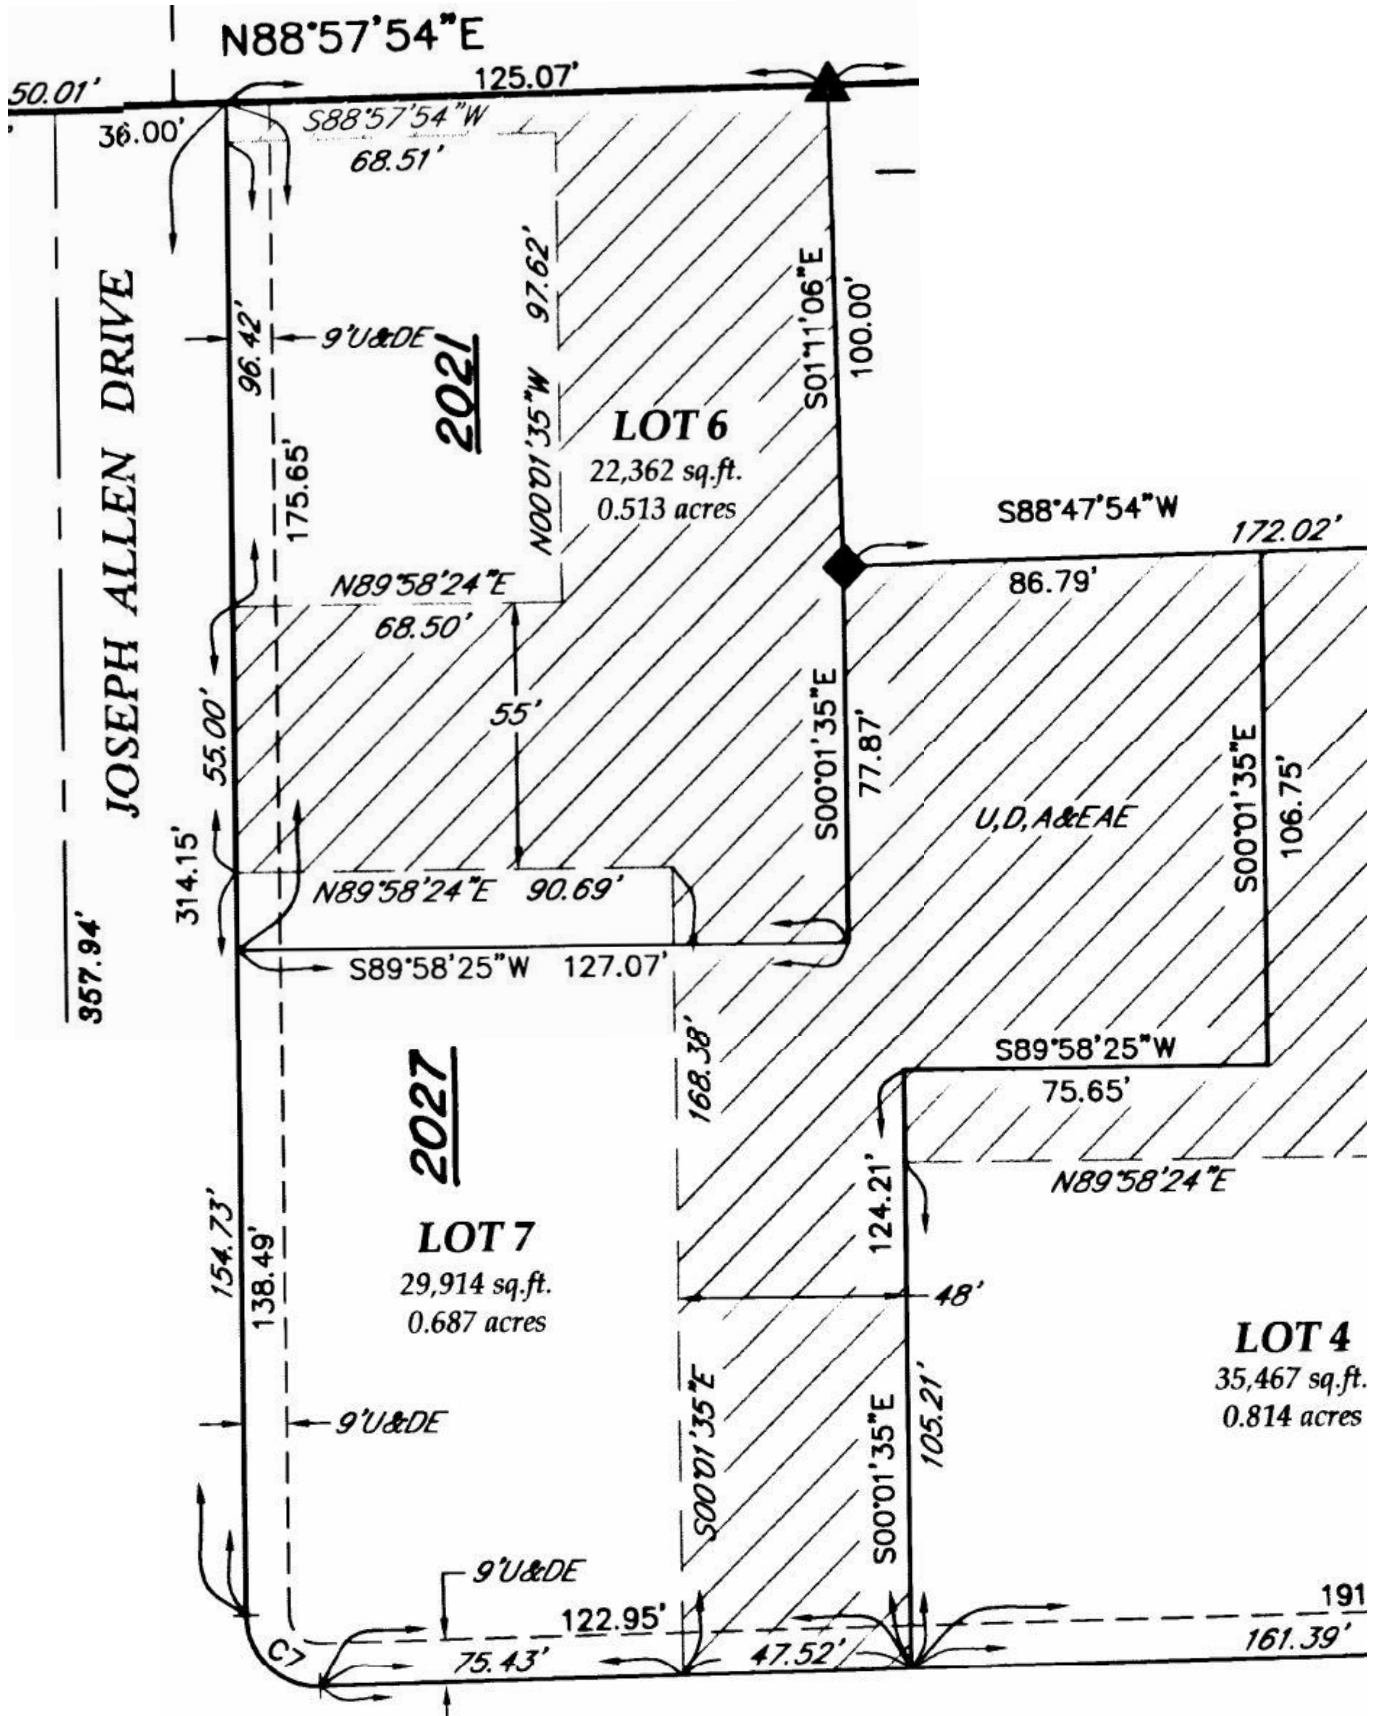 N88°57'54"E
50.01'
125.07'
36.00'
S88°57'54"W
68.51'
JOSEPH ALLEN DRIVE
96.42'
9'U&DE
2021
97.62'
N00°01'35"W
S01°11'06"E
100.00'
175.65'
LOT 6
22,362 sq.ft.
0.513 acres
S88°47'54"W
172.02'
86.79'
N89°58'24"E
68.50'
55.00'
55'
S00°01'35"E
77.87'
U,D,A&EAE
S00°01'35"E
106.75'
314.15'
N89°58'24"E 90.69'
357.94'
S89°58'25"W 127.07'
168.38'
S89°58'25"W
75.65'
2027
124.21'
N89°58'24"E
154.73'
138.49'
LOT 7
29,914 sq.ft.
0.687 acres
48'
LOT 4
35,467 sq.ft.
0.814 acres
S00°01'35"E
S00°01'35"E
105.21'
9'U&DE
9'U&DE
122.95'
191
C7
75.43'
47.52'
161.39'